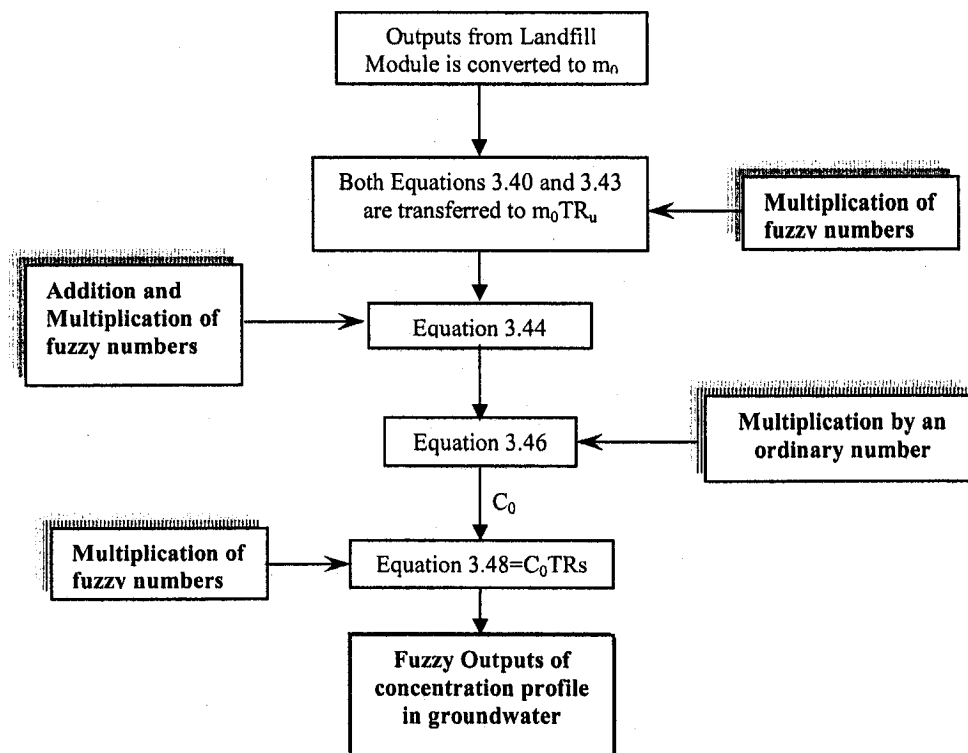 Outputs from Landfill
Module is converted to m₀
Both Equations 3.40 and 3.43
are transferred to m₀TRᵤ
Multiplication of
fuzzy numbers
Addition and
Multiplication of
fuzzy numbers
Equation 3.44
Equation 3.46
Multiplication by an
ordinary number
C₀
Multiplication of
fuzzy numbers
Equation 3.48=C₀TRs
Fuzzy Outputs of
concentration profile
in groundwater